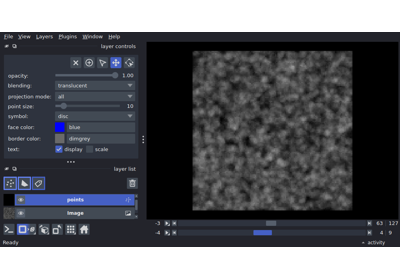 File View Layers Plugins Window Help
layer controls
opacity: 1.00
blending: translucent
projection mode: all
point size: 10
symbol: disc
face color: blue
border color: dimgrey
text: display scale
layer list
points
Image
-3 63 127
-4 4 9
Ready activity